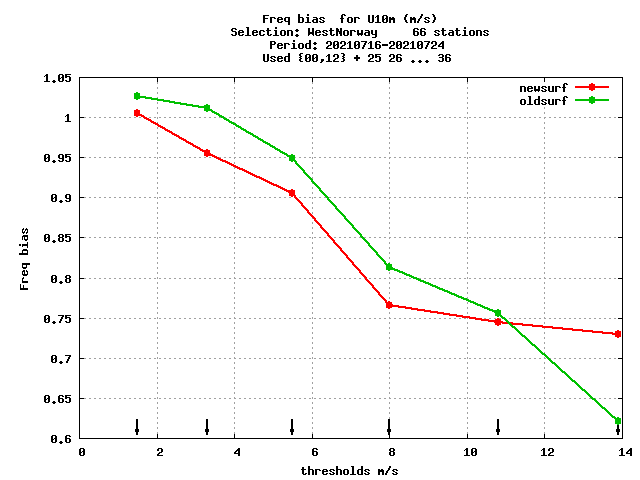 Freq bias  for U10m (m/s)
Selection: WestNorway     66 stations
Period: 20210716-20210724
Used {00,12} + 25 26 ... 36
newsurf
oldsurf
1.05
1
0.95
0.9
0.85
0.8
0.75
0.7
0.65
0.6
Freq bias
0 2 4 6 8 10 12 14
thresholds m/s